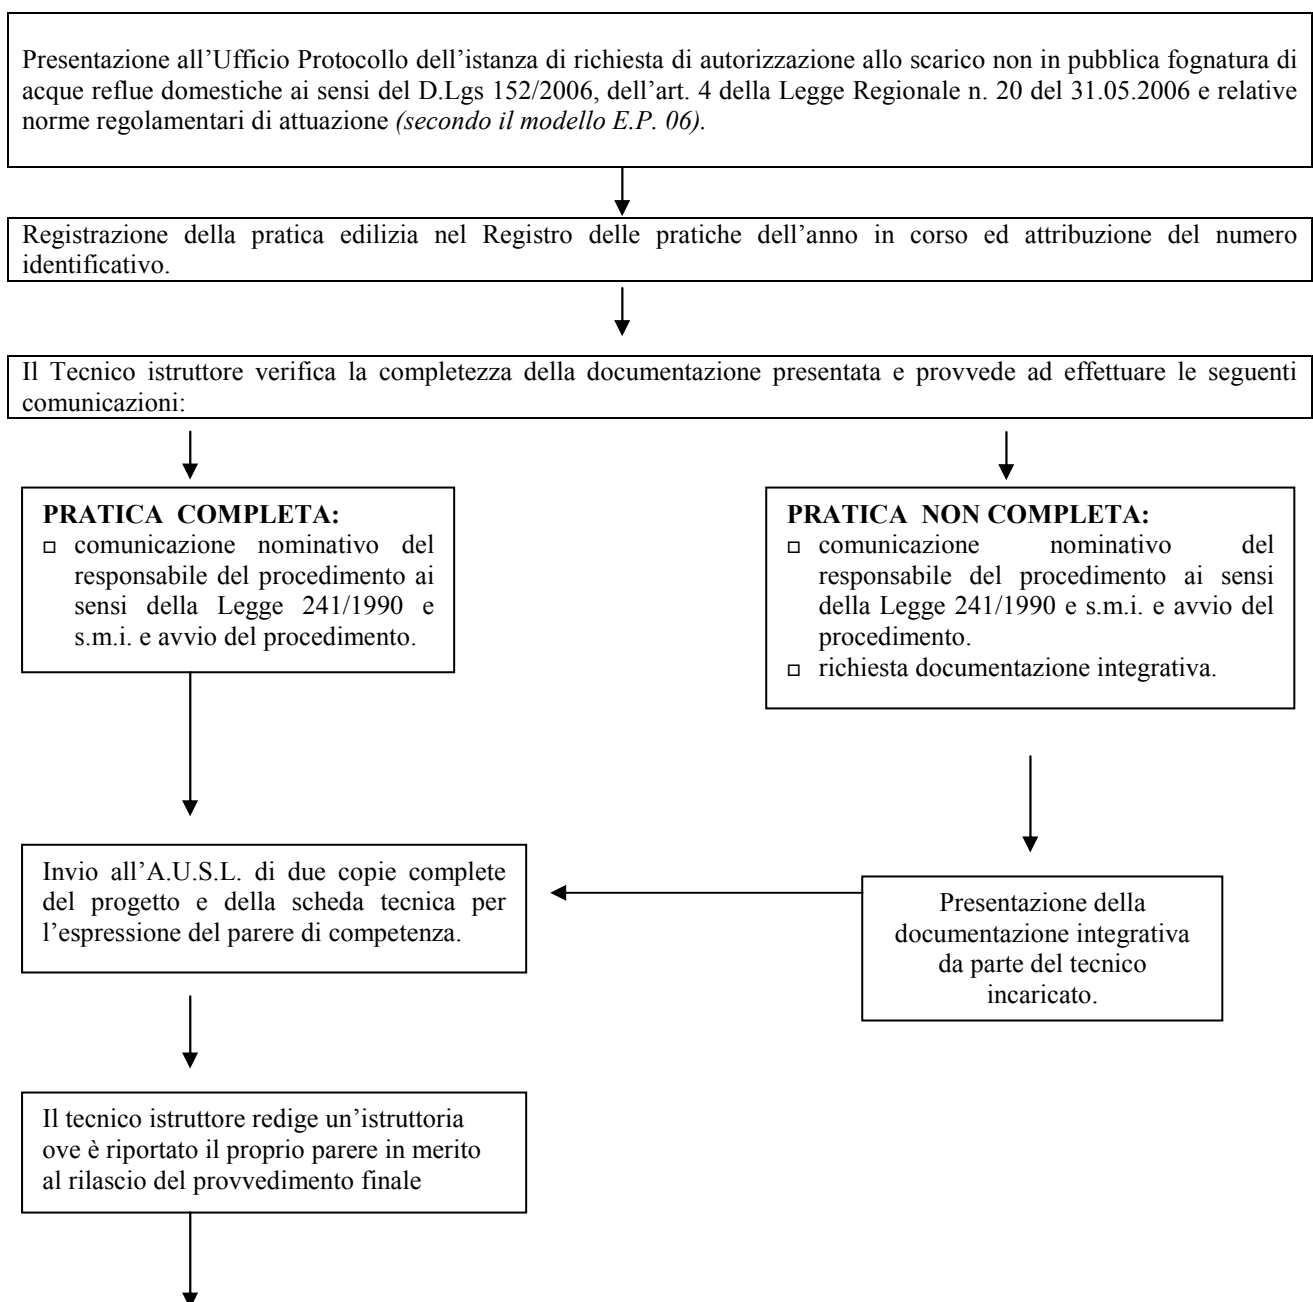 Presentazione all’Ufficio Protocollo dell’istanza di richiesta di autorizzazione allo scarico non in pubblica fognatura di
acque reflue domestiche ai sensi del D.Lgs 152/2006, dell’art. 4 della Legge Regionale n. 20 del 31.05.2006 e relative
norme regolamentari di attuazione (secondo il modello E.P. 06).
Registrazione della pratica edilizia nel Registro delle pratiche dell’anno in corso ed attribuzione del numero
identificativo.
Il Tecnico istruttore verifica la completezza della documentazione presentata e provvede ad effettuare le seguenti
comunicazioni:
PRATICA COMPLETA:
□ comunicazione nominativo del
responsabile del procedimento ai
sensi della Legge 241/1990 e
s.m.i. e avvio del procedimento.
PRATICA NON COMPLETA:
□ comunicazione nominativo del
responsabile del procedimento ai sensi
della Legge 241/1990 e s.m.i. e avvio del
procedimento.
□ richiesta documentazione integrativa.
Invio all’A.U.S.L. di due copie complete
del progetto e della scheda tecnica per
l’espressione del parere di competenza.
Presentazione della
documentazione integrativa
da parte del tecnico
incaricato.
Il tecnico istruttore redige un’istruttoria
ove è riportato il proprio parere in merito
al rilascio del provvedimento finale